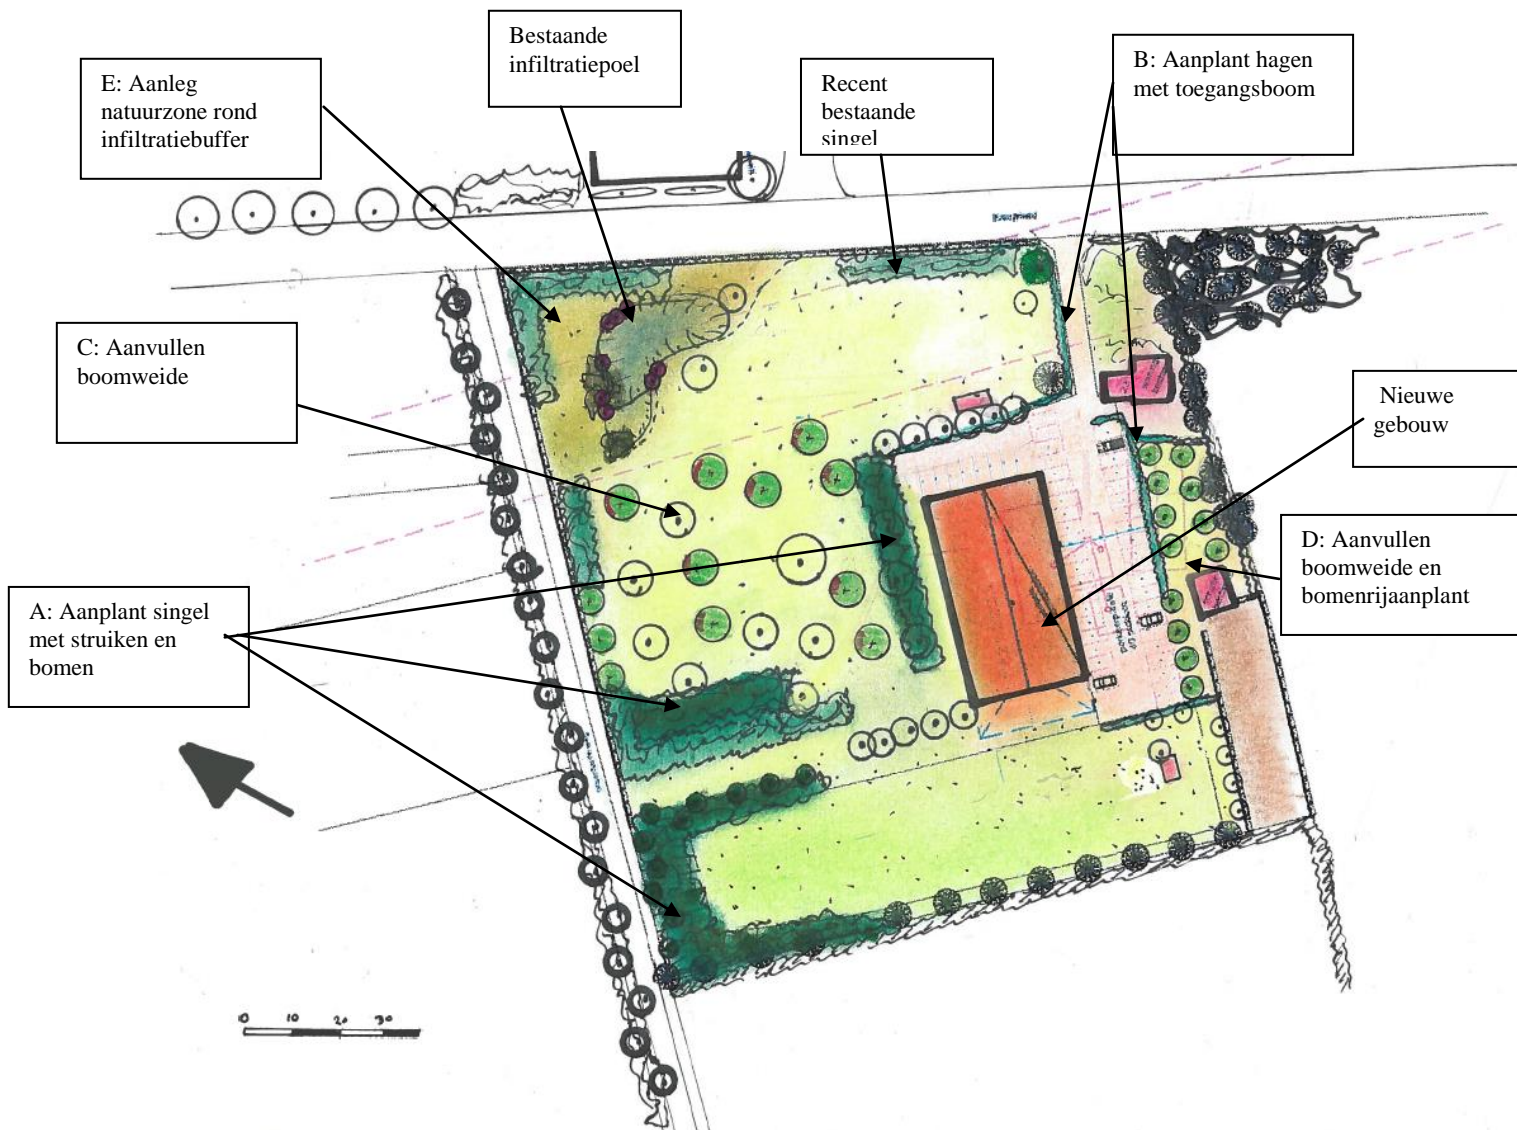 Bestaande
infiltratiepoel
E: Aanleg
natuurzone rond
infiltratiebuffer
Recent
bestaande
singel
B: Aanplant hagen
met toegangsboom
C: Aanvullen
boomweide
Nieuwe
gebouw
D: Aanvullen
boomweide en
bomenrijaanplant
A: Aanplant singel
met struiken en
bomen
0 10 20 30